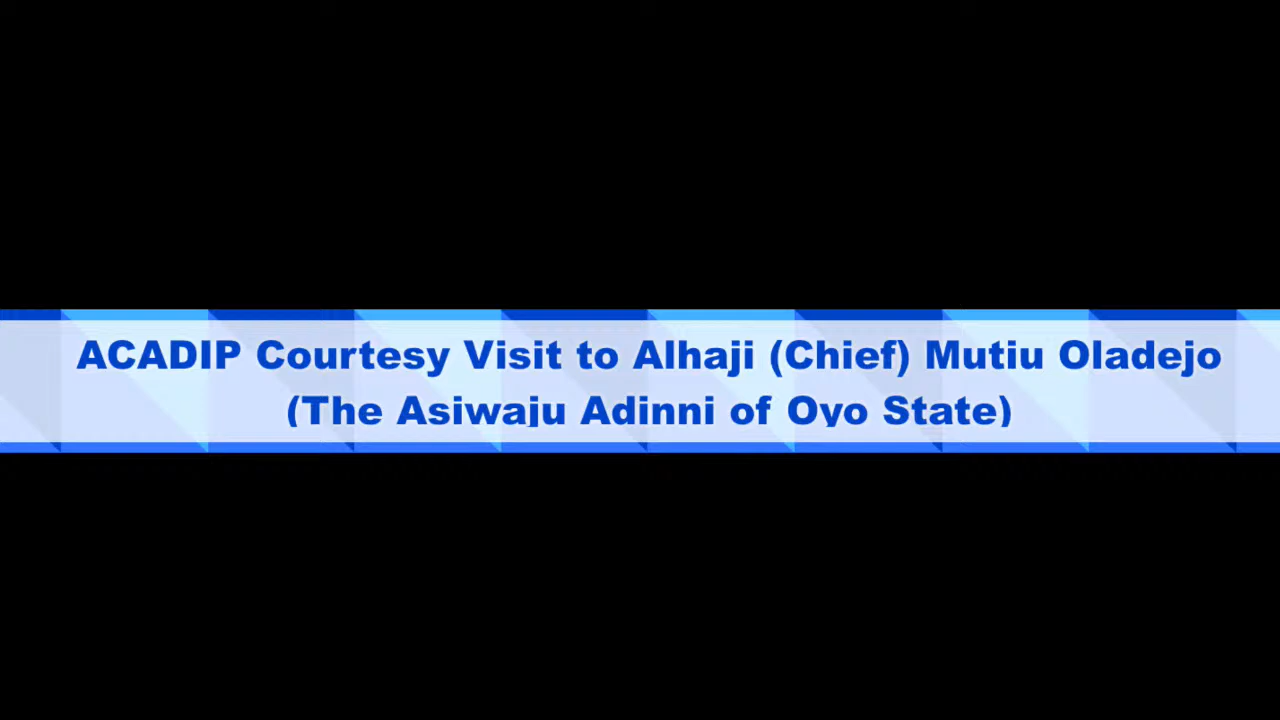 ACADIP Courtesy Visit to Alhaji (Chief) Mutiu Oladejo
(The Asiwaju Adinni of Oyo State)